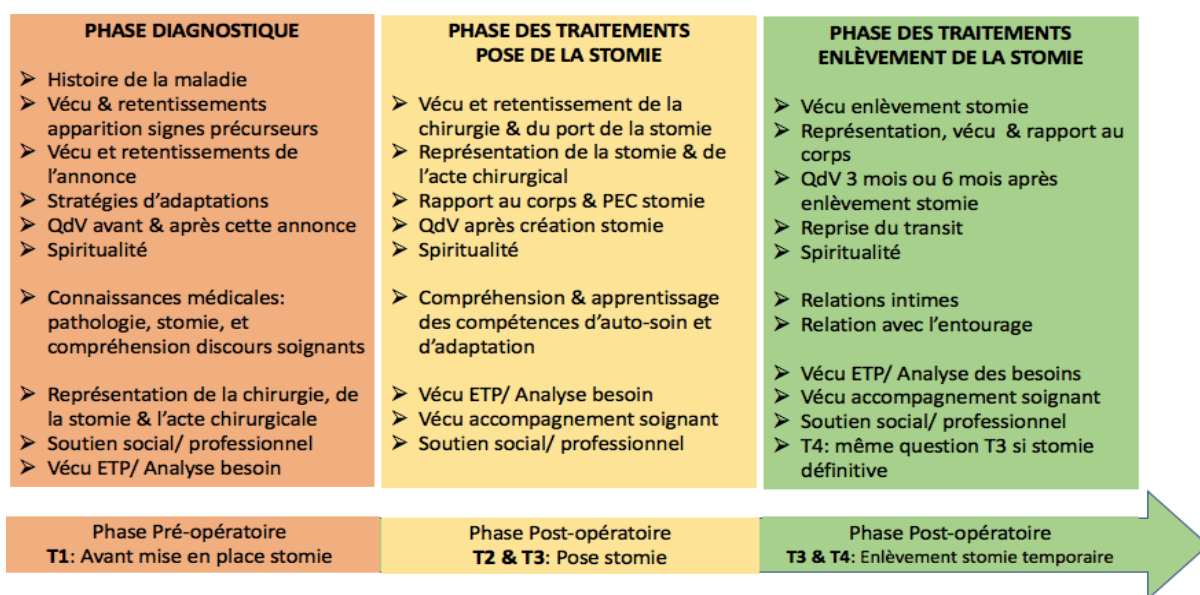 PHASE DIAGNOSTIQUE
➢ Histoire de la maladie
➢ Vécu & retentissements
apparition signes précurseurs
➢ Vécu et retentissements de
l'annonce
➢ Stratégies d'adaptations
➢ QdV avant & après cette annonce
➢ Spiritualité
➢ Connaissances médicales:
pathologie, stomie, et
compréhension discours soignants
➢ Représentation de la chirurgie, de
la stomie & l'acte chirurgicale
➢ Soutien social/ professionnel
➢ Vécu ETP/ Analyse besoin
PHASE DES TRAITEMENTS
POSE DE LA STOMIE
➢ Vécu et retentissement de la
chirurgie & du port de la stomie
➢ Représentation de la stomie & de
l'acte chirurgical
➢ Rapport au corps & PEC stomie
➢ QdV après création stomie
➢ Spiritualité
➢ Compréhension & apprentissage
des compétences d'auto-soin et
d'adaptation
➢ Vécu ETP/ Analyse besoin
➢ Vécu accompagnement soignant
➢ Soutien social/ professionnel
PHASE DES TRAITEMENTS
ENLÈVEMENT DE LA STOMIE
➢ Vécu enlèvement stomie
➢ Représentation, vécu & rapport au
corps
➢ QdV 3 mois ou 6 mois après
enlèvement stomie
➢ Reprise du transit
➢ Spiritualité
➢ Relations intimes
➢ Relation avec l'entourage
➢ Vécu ETP/ Analyse des besoins
➢ Vécu accompagnement soignant
➢ Soutien social/ professionnel
➢ T4: même question T3 si stomie
définitive
Phase Pré-opératoire
T1: Avant mise en place stomie
Phase Post-opératoire
T2 & T3: Pose stomie
Phase Post-opératoire
T3 & T4: Enlèvement stomie temporaire